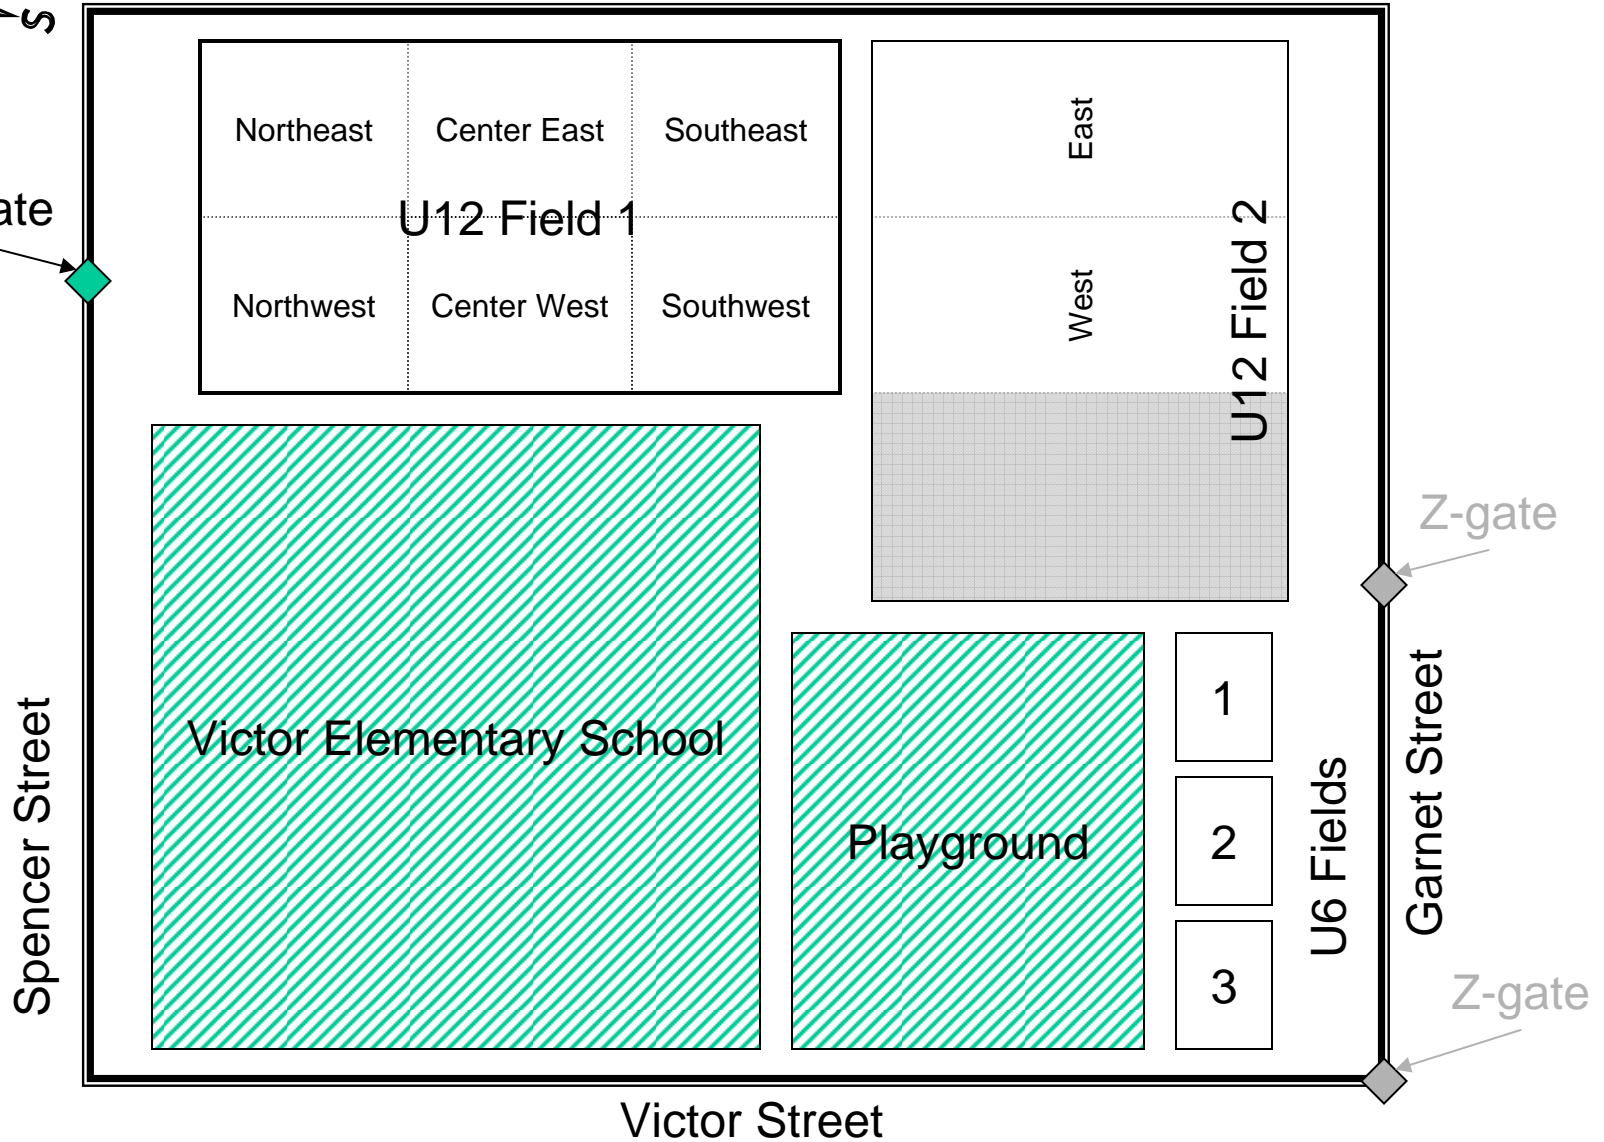 Northeast
Center East
Southeast
East
U12 Field 1
U12 Field 2
Northwest
Center West
Southwest
West
Z-gate
Victor Elementary School
Playground
1
2
3
U6 Fields
Spencer Street
Garnet Street
Z-gate
Victor Street